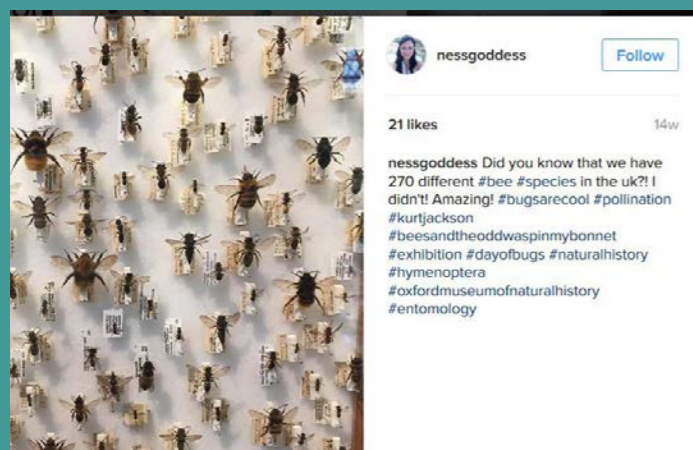 nessgoddess
Follow
21 likes
14w
nessgoddess Did you know that we have
270 different #bee #species in the uk?! I
didn't! Amazing! #bugsarecool #pollination
#kurtjackson
#beesandtheoddwaspinmybonnet
#exhibition #dayofbugs #naturalhistory
#hymenoptera
#oxfordmuseumofnaturalhistory
#entomology